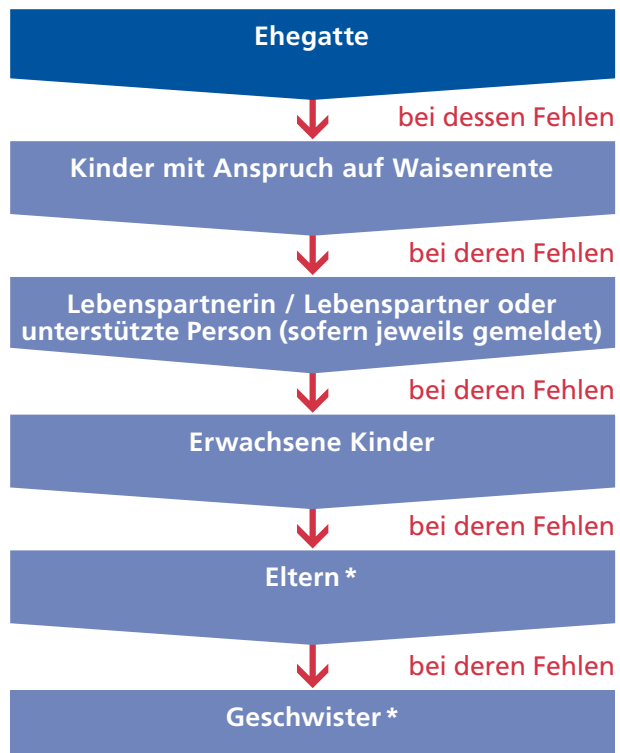 Ehegatte
bei dessen Fehlen
Kinder mit Anspruch auf Waisenrente
bei deren Fehlen
Lebenspartnerin / Lebenspartner oder
unterstützte Person (sofern jeweils gemeldet)
bei deren Fehlen
Erwachsene Kinder
bei deren Fehlen
Eltern *
bei deren Fehlen
Geschwister *